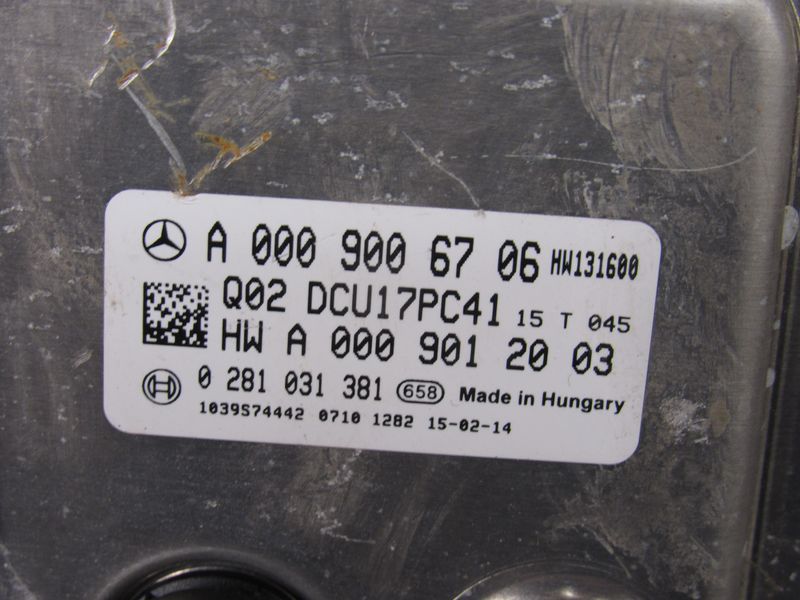 A 000 900 67 06 HW131600
Q02 DCU17PC41 15 T 045
HW A 000 901 20 03
0 281 031 381 658 Made in Hungary
1039S74442 0710 1282 15-02-14